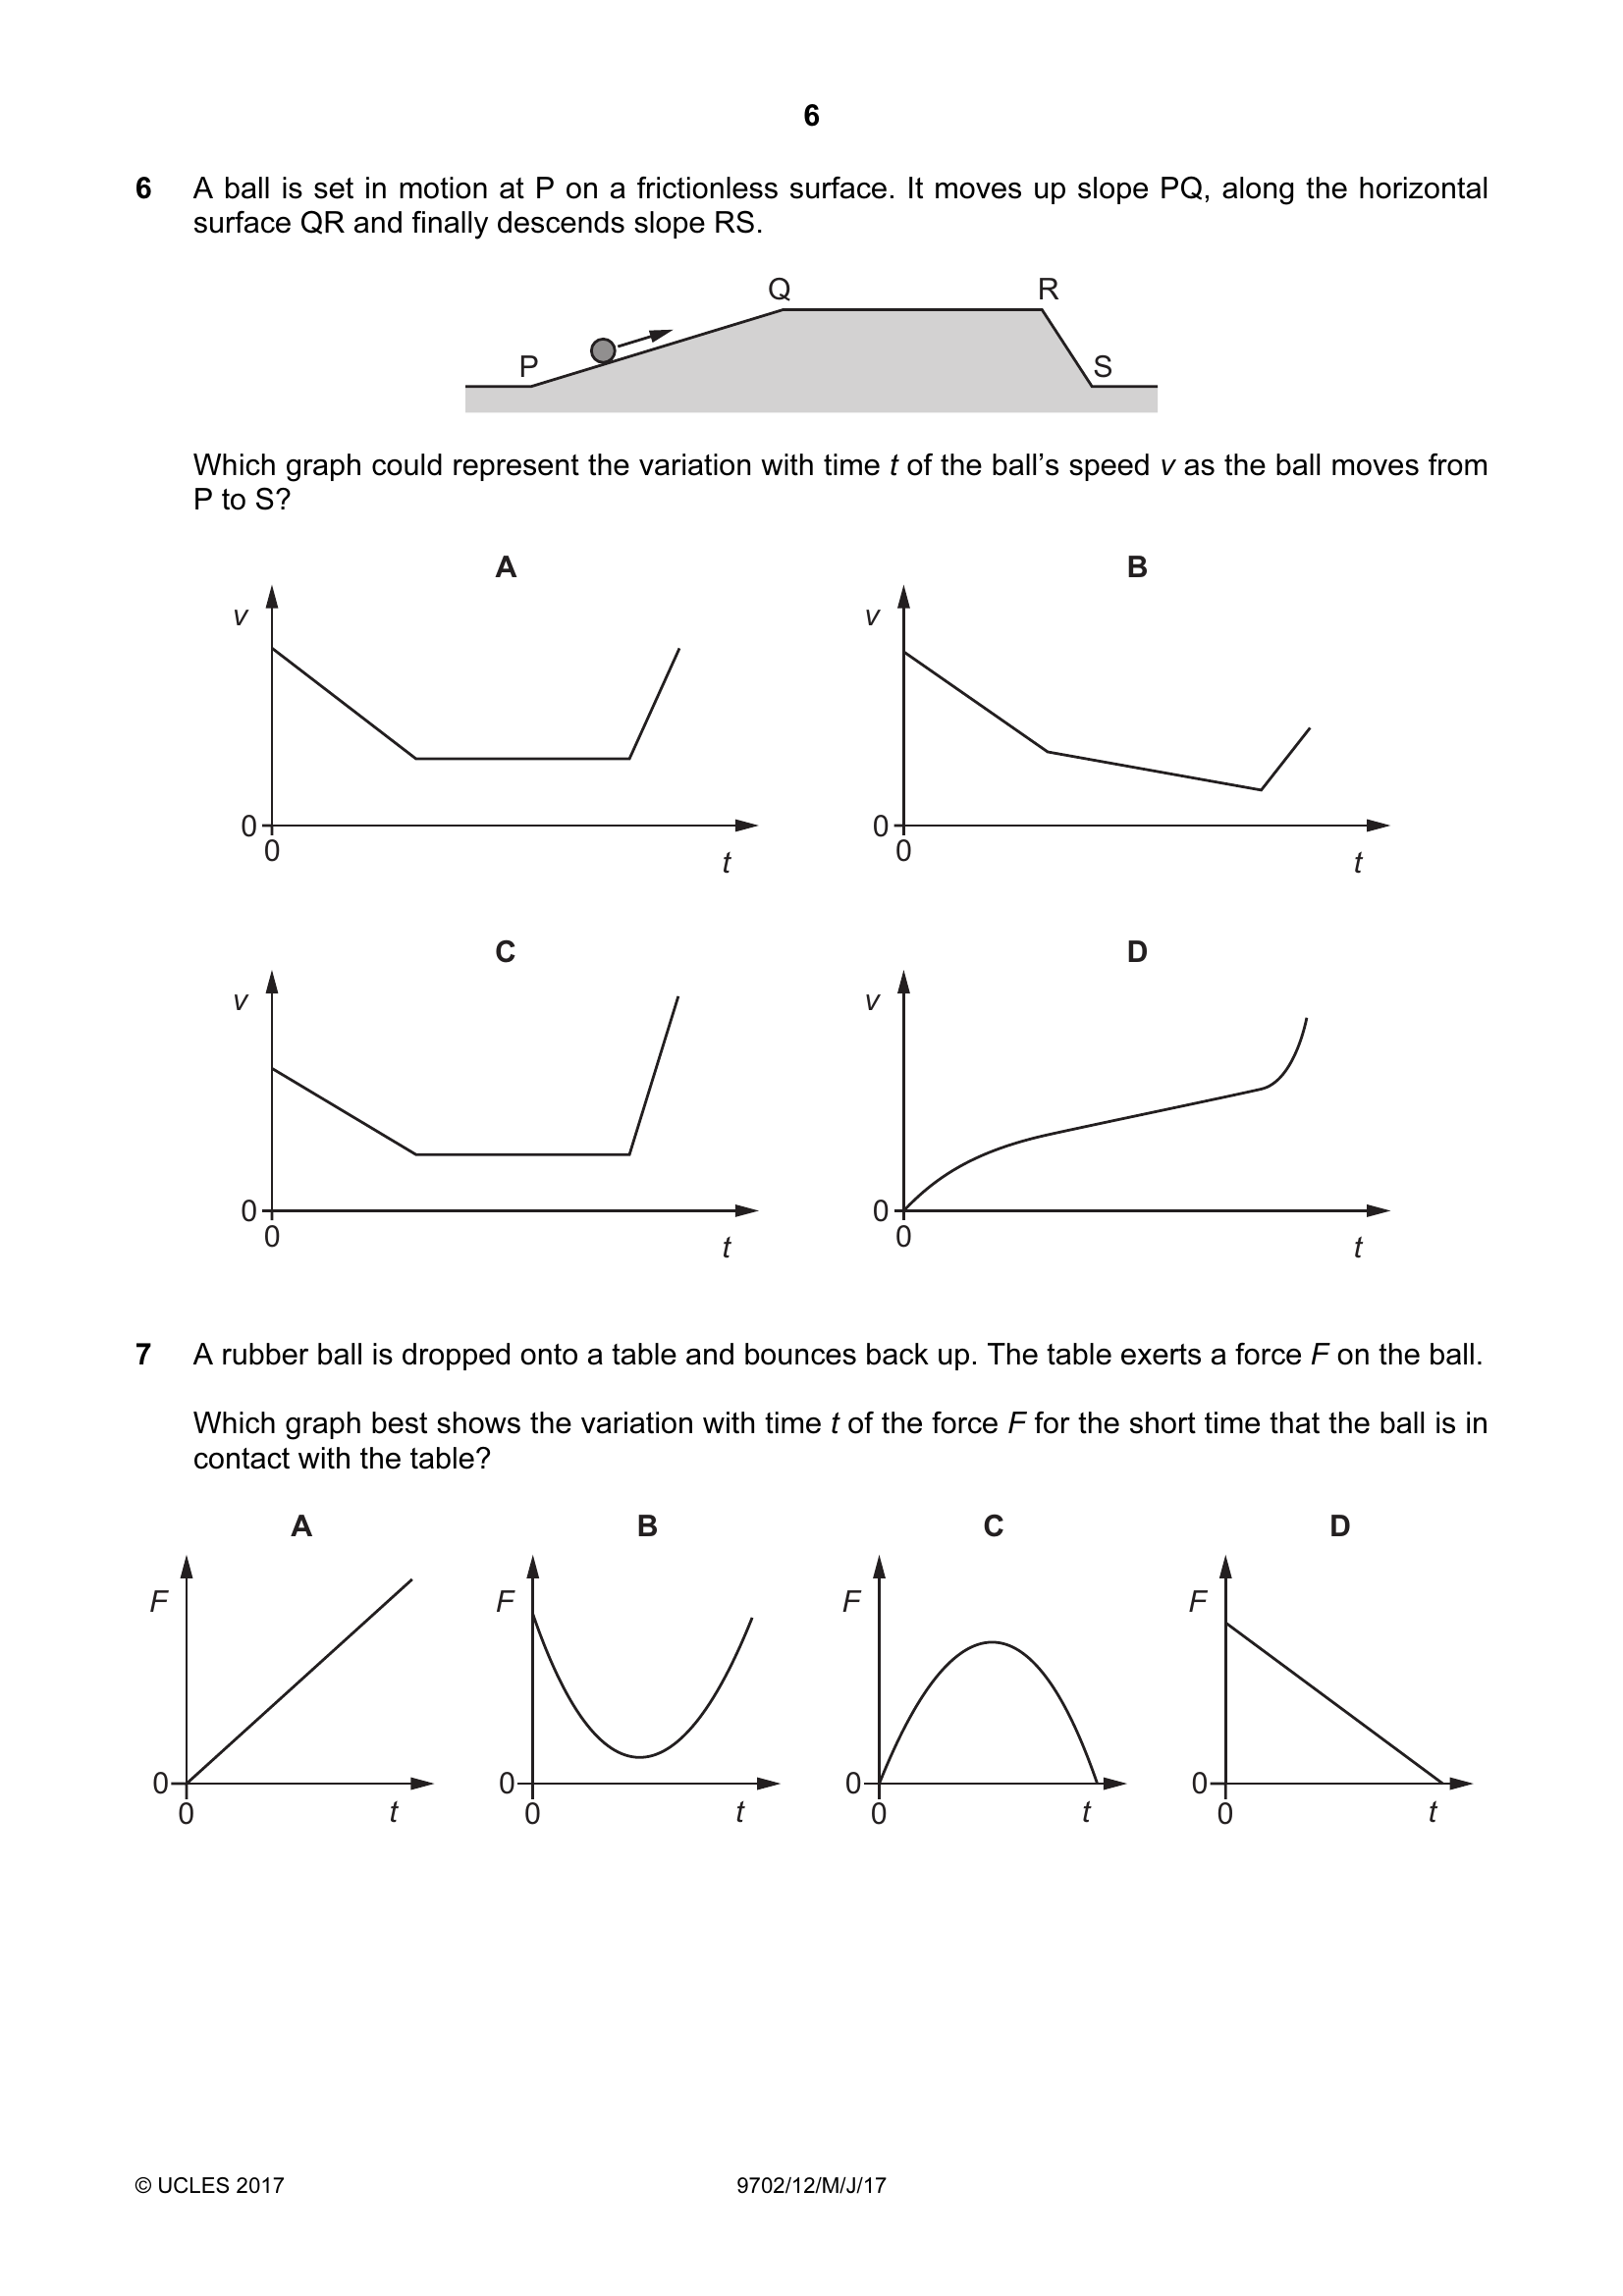 6
6 A ball is set in motion at P on a frictionless surface. It moves up slope PQ, along the horizontal
surface QR and finally descends slope RS.
Q R
P S
Which graph could represent the variation with time t of the ball’s speed v as the ball moves from
P to S?
A B
v v
0 0
0 t 0 t
C D
v v
0 0
0 t 0 t
7 A rubber ball is dropped onto a table and bounces back up. The table exerts a force F on the ball.
Which graph best shows the variation with time t of the force F for the short time that the ball is in
contact with the table?
A B C D
F F F F
0 0 0 0
0 t 0 t 0 t 0 t
© UCLES 2017 9702/12/M/J/17